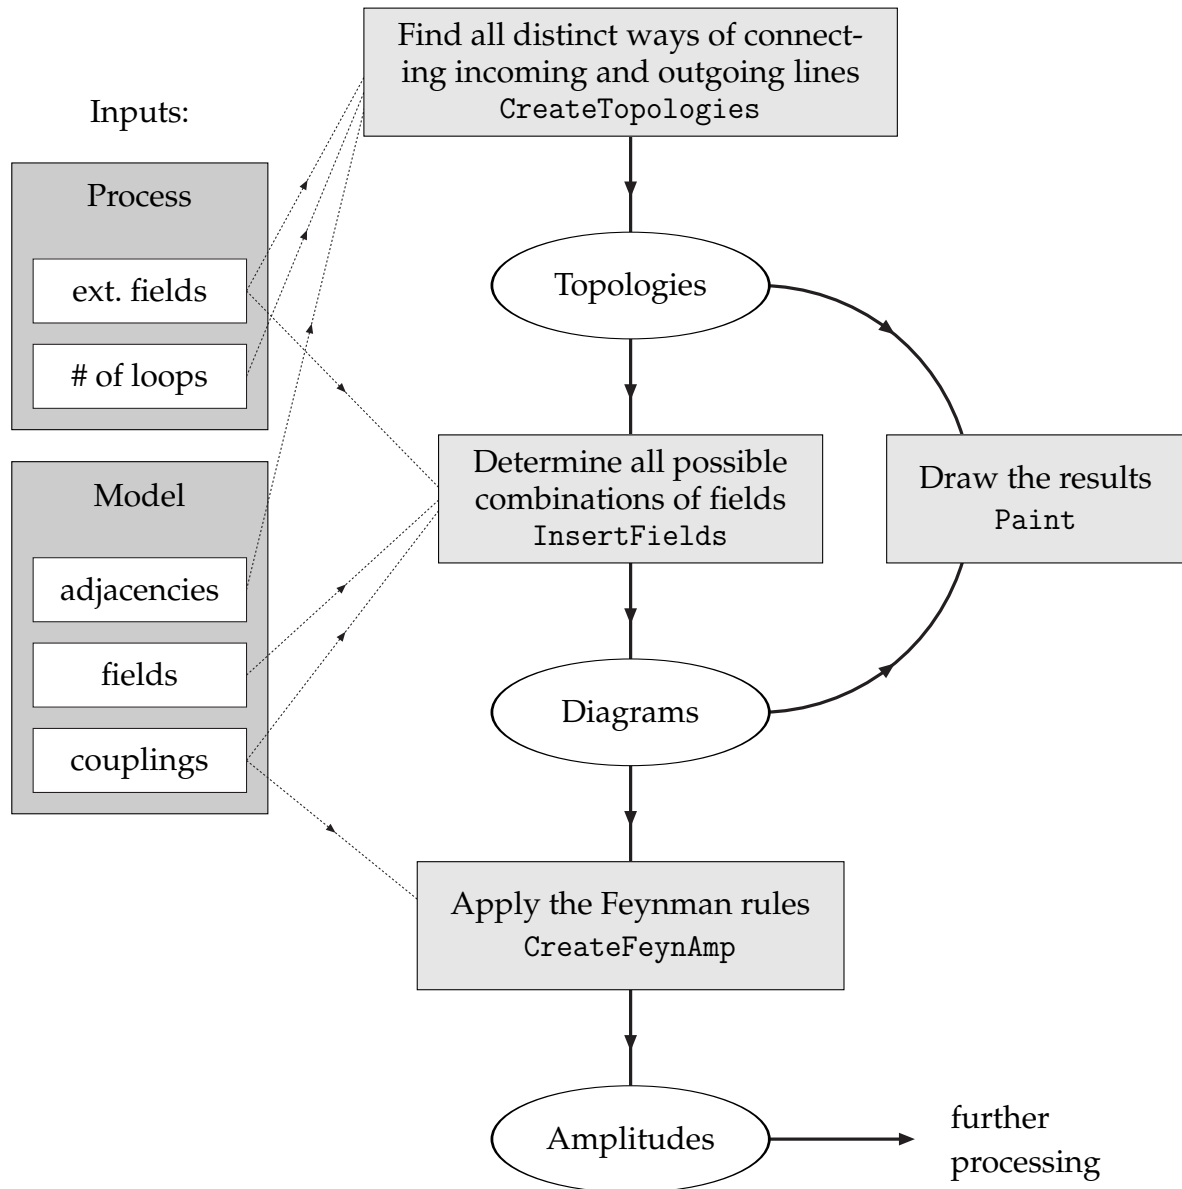 Find all distinct ways of connect-
ing incoming and outgoing lines
CreateTopologies
Inputs:
Process
ext. fields
# of loops
Model
adjacencies
fields
couplings
Topologies
Determine all possible
combinations of fields
InsertFields
Draw the results
Paint
Diagrams
Apply the Feynman rules
CreateFeynAmp
Amplitudes
further
processing